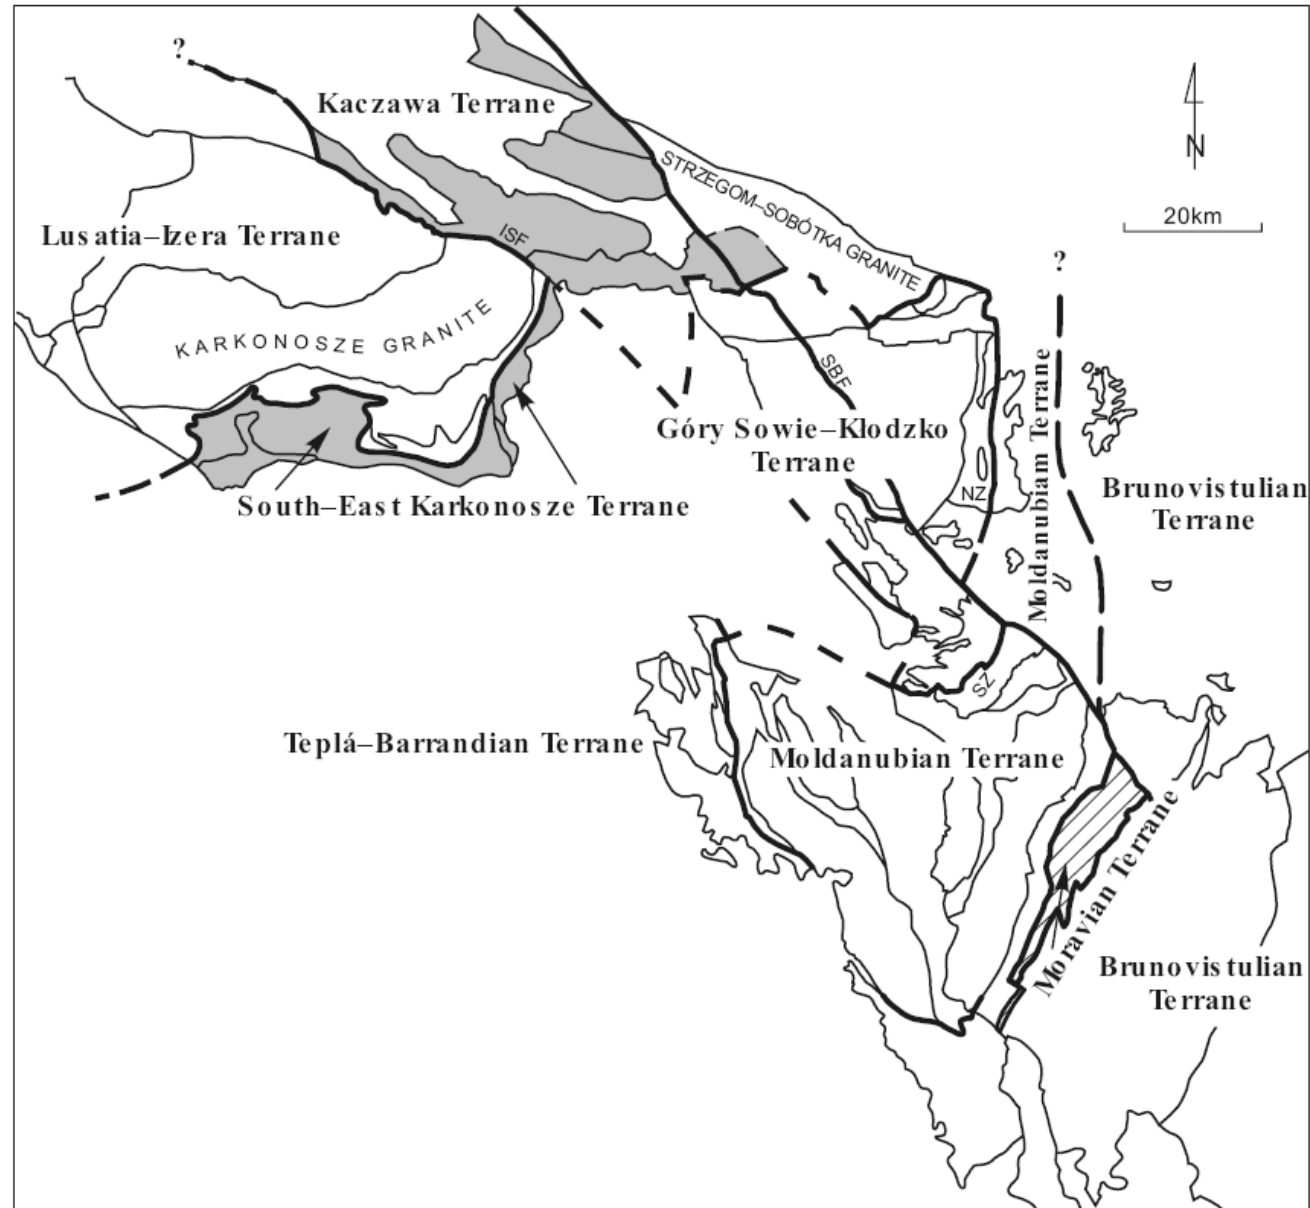 ?
Kaczawa Terrane
N
STRZEGOM–SOBÓTKA GRANITE
20km
Lusatia–Izera Terrane
ISF
?
KARKONOSZE GRANITE
SBF
Moldanubiam Terrane
Góry Sowie–Kłodzko
Terrane
NZ
Brunovistulian
Terrane
South–East Karkonosze Terrane
SZ
Teplá–Barrandian Terrane
Moldanubian Terrane
Moravian Terrane
Brunovistulian
Terrane